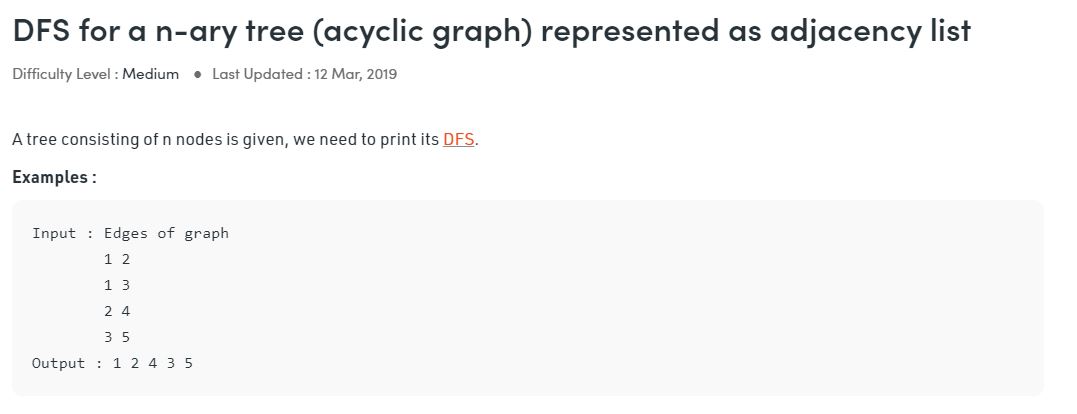 DFS for a n-ary tree (acyclic graph) represented as adjacency list
Difficulty Level : Medium ● Last Updated : 12 Mar, 2019
A tree consisting of n nodes is given, we need to print its DFS.
Examples :
Input : Edges of graph
1 2
1 3
2 4
3 5
Output : 1 2 4 3 5